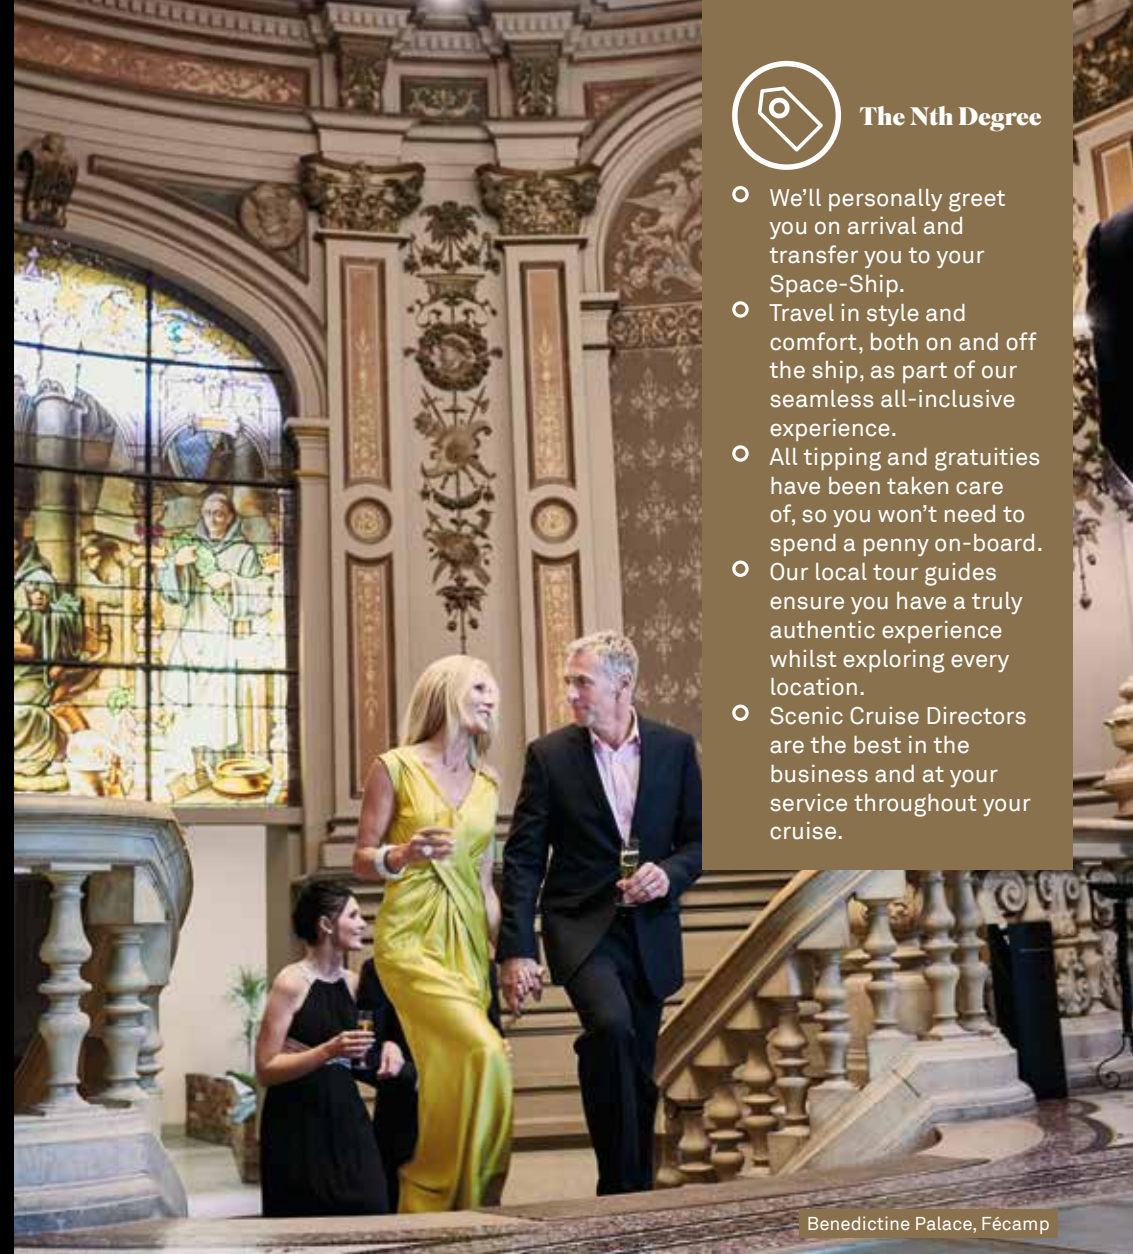 The Nth Degree
We'll personally greet
you on arrival and
transfer you to your
Space-Ship.
Travel in style and
comfort, both on and off
the ship, as part of our
seamless all-inclusive
experience.
All tipping and gratuities
have been taken care
of, so you won't need to
spend a penny on-board.
Our local tour guides
ensure you have a truly
authentic experience
whilst exploring every
location.
Scenic Cruise Directors
are the best in the
business and at your
service throughout your
cruise.
Benedictine Palace, Fécamp